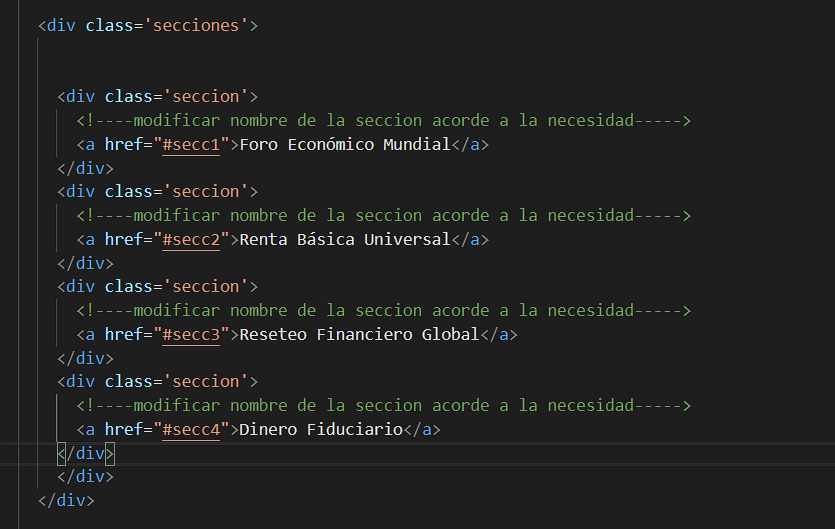 <div class='secciones'>
<div class='seccion'>
<!----modificar nombre de la seccion acorde a la necesidad----->
<a href="#secc1">Foro Económico Mundial</a>
</div>
<div class='seccion'>
<!----modificar nombre de la seccion acorde a la necesidad----->
<a href="#secc2">Renta Básica Universal</a>
</div>
<div class='seccion'>
<!----modificar nombre de la seccion acorde a la necesidad----->
<a href="#secc3">Reseteo Financiero Global</a>
</div>
<div class='seccion'>
<!----modificar nombre de la seccion acorde a la necesidad----->
<a href="#secc4">Dinero Fiduciario</a>
</div>
</div>
</div>